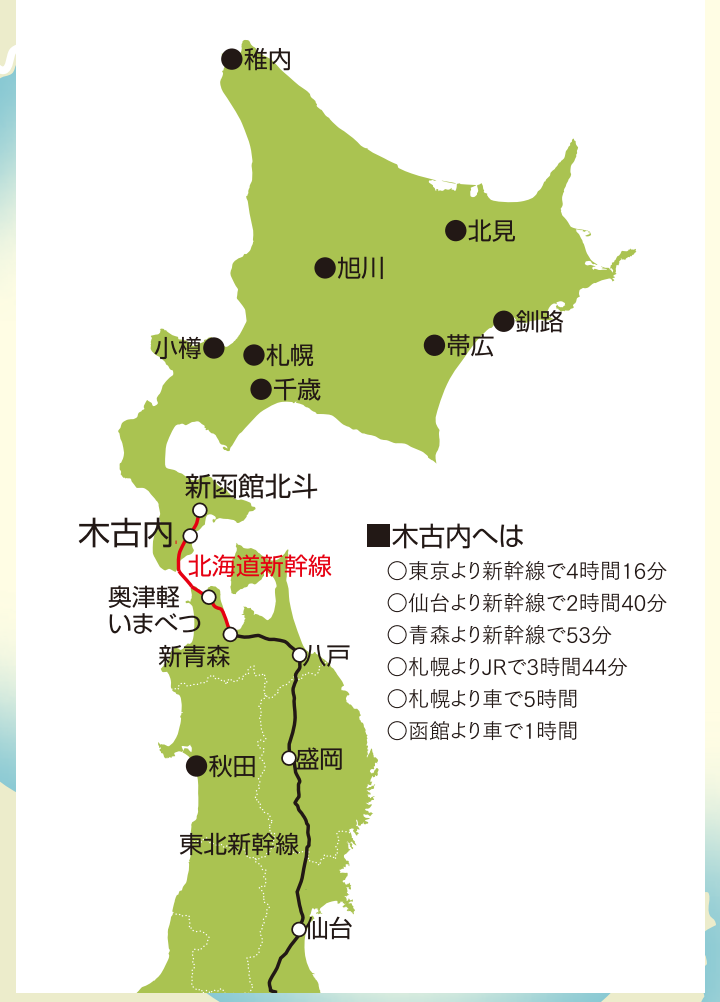 稚内
北見
旭川
釧路
小樽
札幌
帯広
千歳
新函館北斗
木古内
北海道新幹線
奥津軽
いまべつ
新青森
八戸
盛岡
秋田
東北新幹線
仙台
■木古内へは
○東京より新幹線で4時間16分
○仙台より新幹線で2時間40分
○青森より新幹線で53分
○札幌よりJRで3時間44分
○札幌より車で5時間
○函館より車で1時間